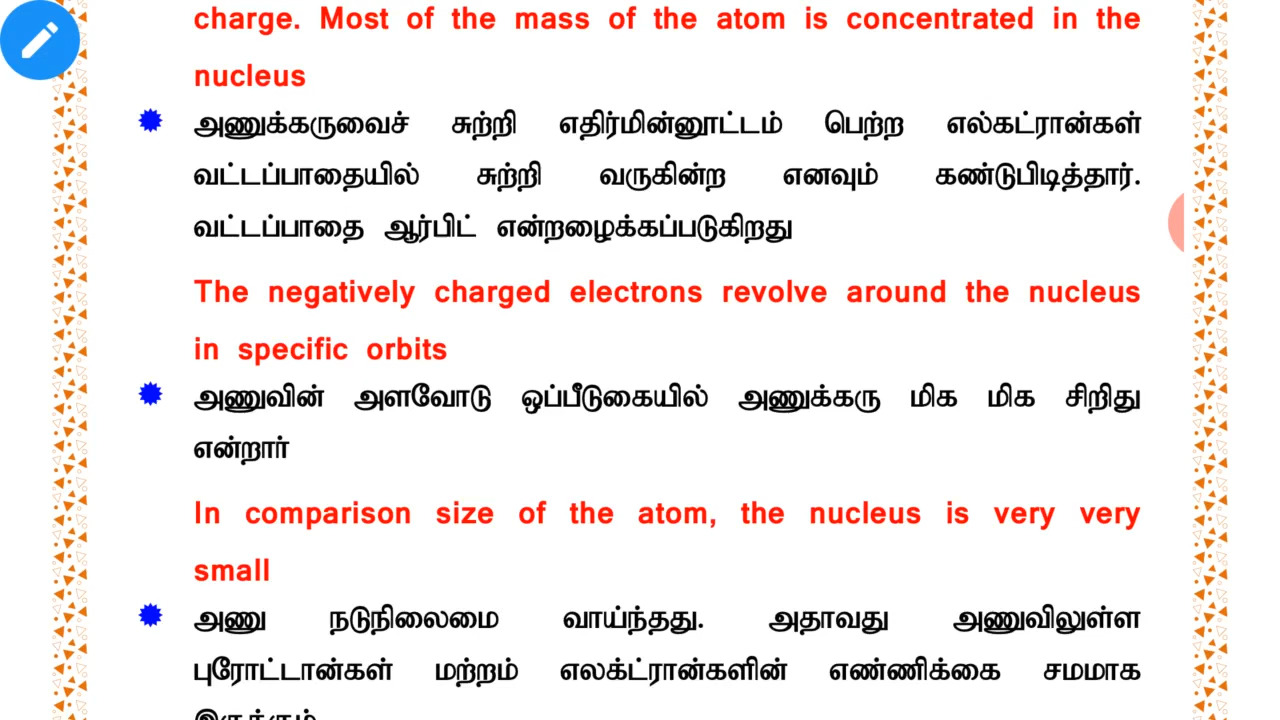 charge. Most of the mass of the atom is concentrated in the
nucleus
அணுக்கருவைச் சுற்றி எதிர்மின்னூட்டம் பெற்ற எல்கட்ரான்கள்
வட்டப்பாதையில் சுற்றி வருகின்ற எனவும் கண்டுபிடித்தார்.
வட்டப்பாதை ஆர்பிட் என்றழைக்கப்படுகிறது
The negatively charged electrons revolve around the nucleus
in specific orbits
அணுவின் அளவோடு ஒப்பீடுகையில் அணுக்கரு மிக மிக சிறிது
என்றார்
In comparison size of the atom, the nucleus is very very
small
அணு நடுநிலைமை வாய்ந்தது. அதாவது அணுவிலுள்ள
புரோட்டான்கள் மற்றம் எலக்ட்ரான்களின் எண்ணிக்கை சமமாக
இருக்கும்